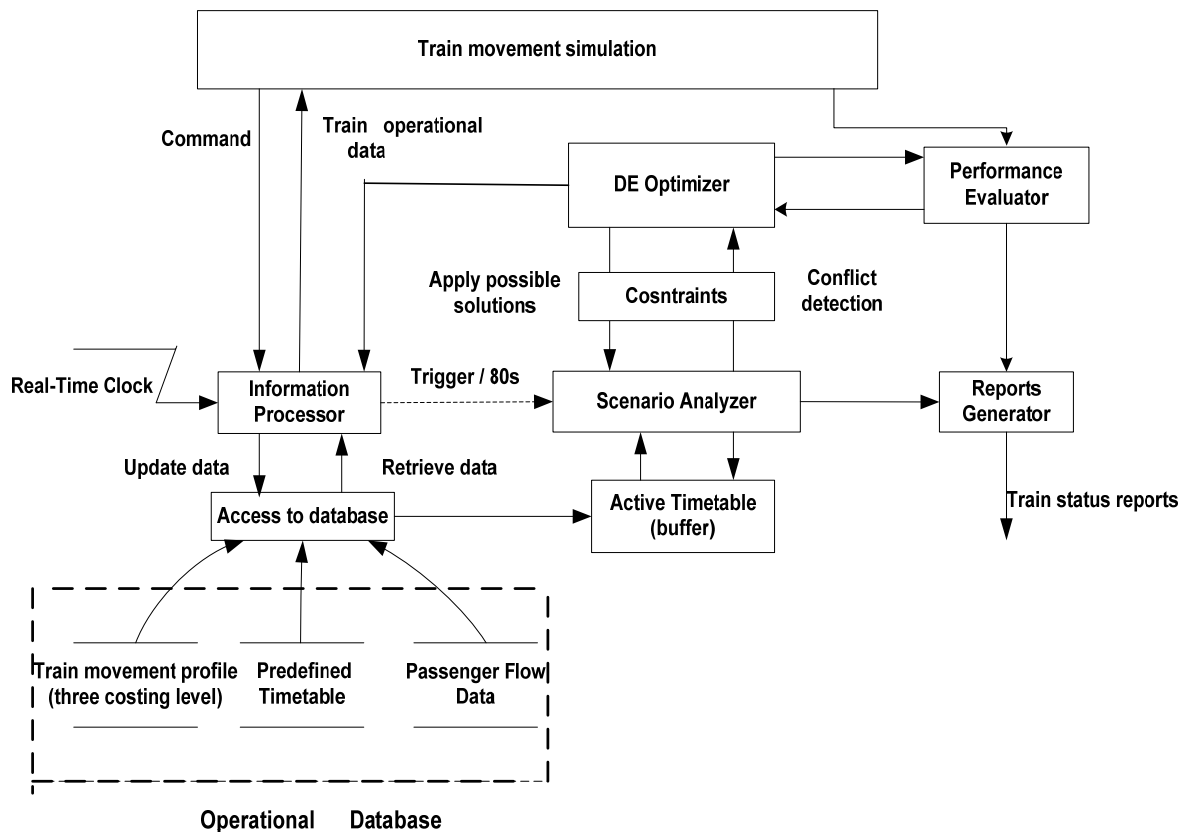 Train movement simulation
Command
Train operational
data
DE Optimizer
Performance
Evaluator
Apply possible
solutions
Cosntraints
Conflict
detection
Real-Time Clock
Information
Processor
Trigger / 80s
Scenario Analyzer
Reports
Generator
Update data
Retrieve data
Access to database
Active Timetable
(buffer)
Train status reports
Train movement profile
(three costing level)
Predefined
Timetable
Passenger Flow
Data
Operational Database